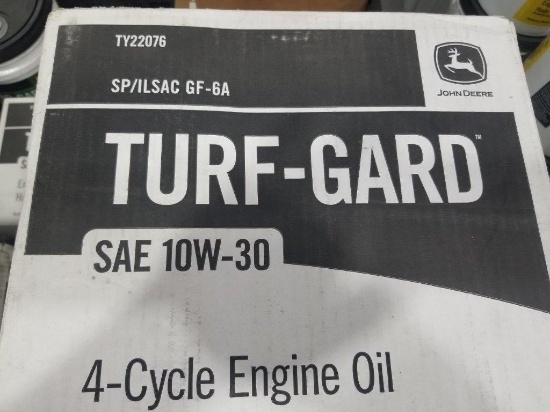 TY22076
SP/ILSAC GF-6A
JOHN DEERE
TURF-GARD™
SAE 10W-30
4-Cycle Engine Oil